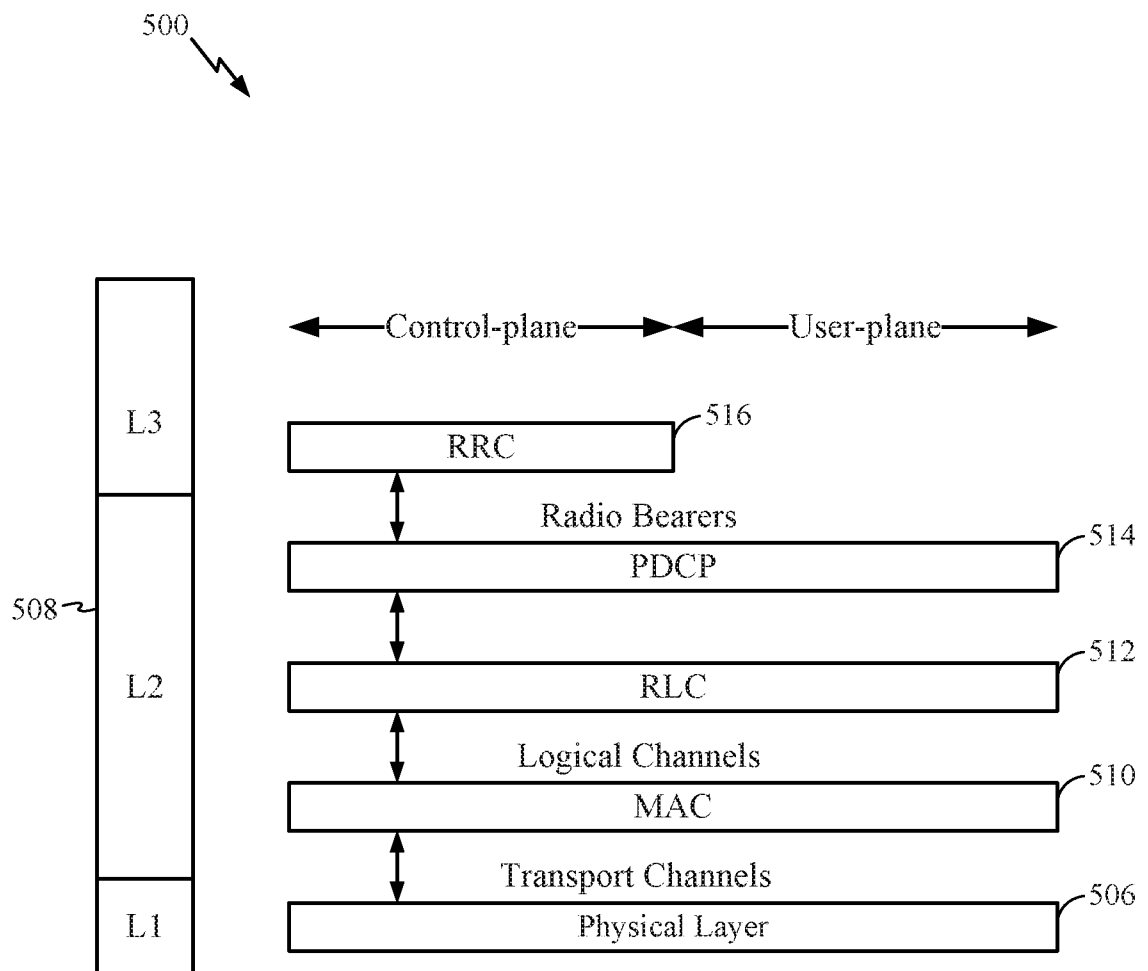 500
Control-plane User-plane
L3
516
RRC
Radio Bearers
514
PDCP
508
512
L2
RLC
Logical Channels
510
MAC
Transport Channels
506
L1
Physical Layer